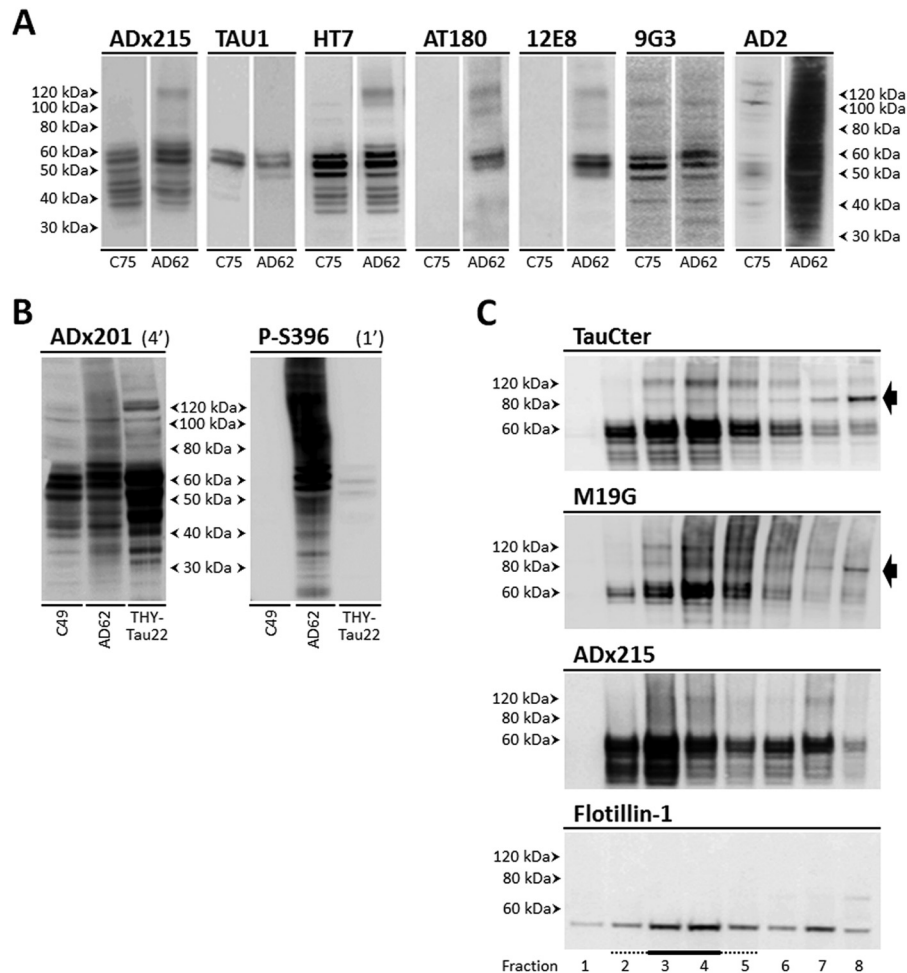 A
ADx215 TAU1 HT7 AT180 12E8 9G3 AD2
120 kDa
100 kDa
80 kDa
60 kDa
50 kDa
40 kDa
30 kDa
120 kDa
100 kDa
80 kDa
60 kDa
50 kDa
40 kDa
30 kDa
C75 AD62 C75 AD62 C75 AD62 C75 AD62 C75 AD62 C75 AD62 C75 AD62
B
ADx201 (4’) P-S396 (1’)
120 kDa
100 kDa
80 kDa
60 kDa
50 kDa
40 kDa
30 kDa
C49 AD62 THY-Tau22 C49 AD62 THY-Tau22
C
TauCter
120 kDa
80 kDa
60 kDa
M19G
120 kDa
80 kDa
60 kDa
ADx215
120 kDa
80 kDa
60 kDa
Flotillin-1
120 kDa
80 kDa
60 kDa
Fraction 1 2 3 4 5 6 7 8